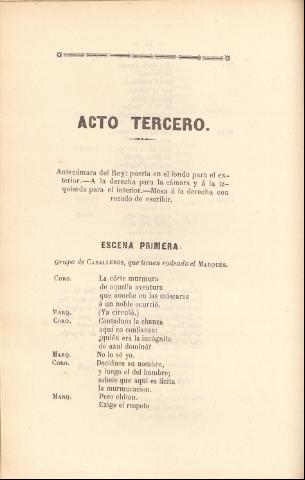 ACTO TERCERO.
Antecámara del Rey: puerta en el fondo para el ex-
terior.—A la derecha para la cámara y á la iz-
quierda para el interior.—Mesa á la derecha con
recado de escribir.
ESCENA PRIMERA.
Grupo de CABALLEROS, que tienen rodeado el MARQUÉS.
CORO. La córte murmura
de aquella aventura
que anoche en las máscaras
á un noble ocurrió.
MARQ. (Ya circuló.)
CORO. Contadnos la chanza
aquí en confianza:
¿quién era la incógnita
de azul dominó?
MARQ. No lo sé yo.
CORO. Decidnos su nombre,
y luego el del hombre;
sabeis que aquí es lícita
la murmuracion.
MARQ. Pero chiton.
Exige el respeto